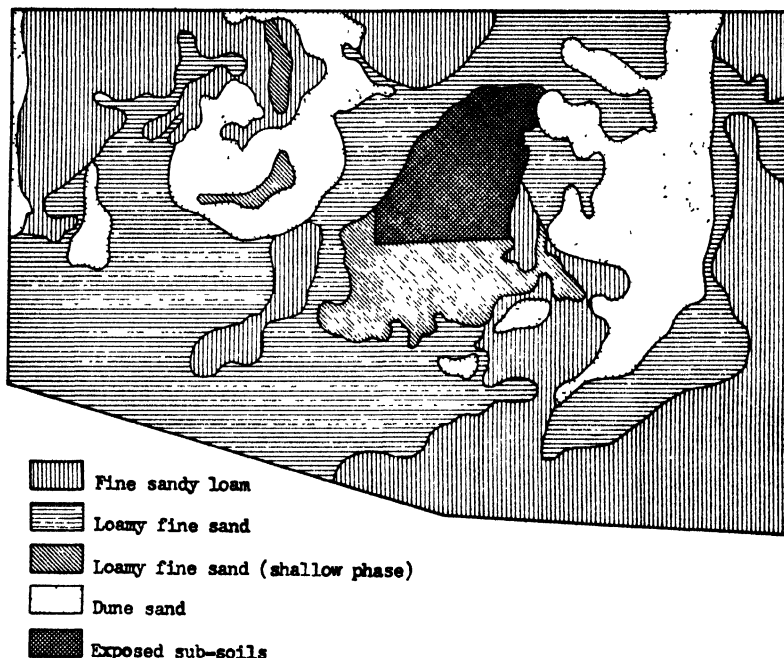 Fine sandy loam
Loamy fine sand
Loamy fine sand (shallow phase)
Dune sand
Exposed sub-soils